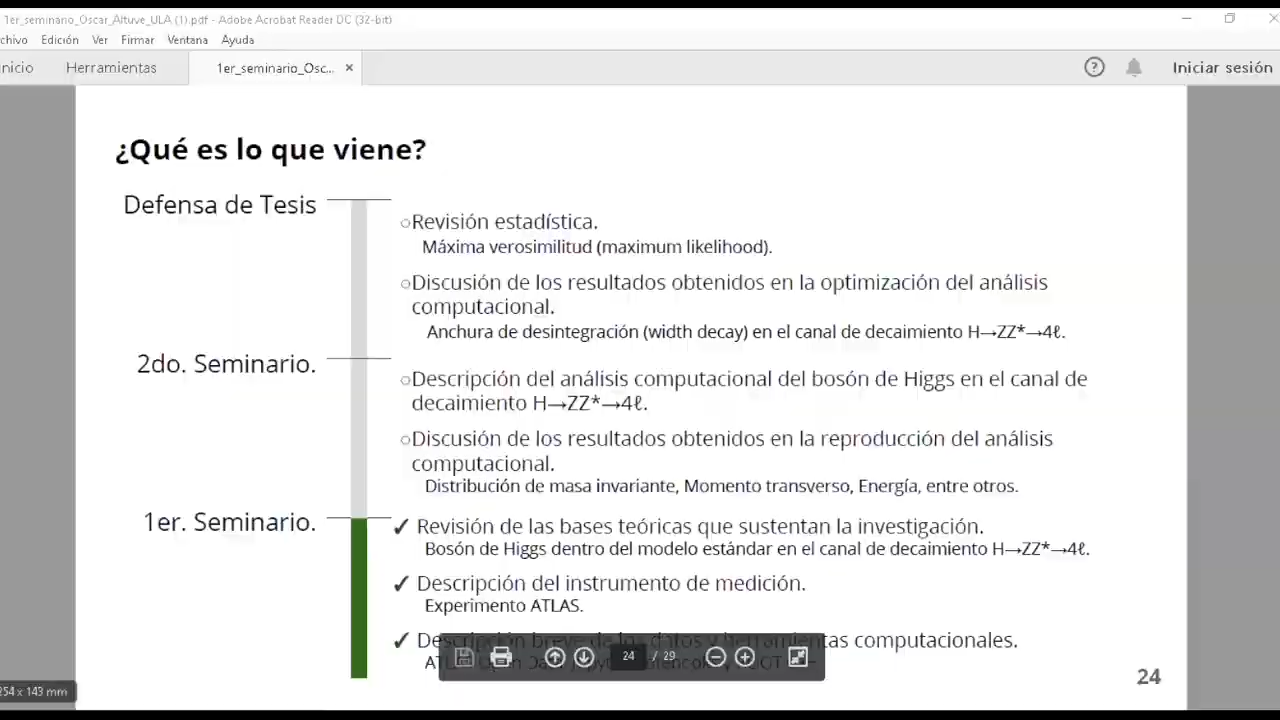 1er_seminario_Oscar_Altuve_ULA (1).pdf - Adobe Acrobat Reader DC (32-bit)
chivo Edición Ver Firmar Ventana Ayuda
nicio Herramientas 1er_seminario_Osc... × Iniciar sesión
¿Qué es lo que viene?
Defensa de Tesis
○Revisión estadística.
Máxima verosimilitud (maximum likelihood).
○Discusión de los resultados obtenidos en la optimización del análisis
computacional.
Anchura de desintegración (width decay) en el canal de decaimiento H→ZZ*→4ℓ.
2do. Seminario.
○Descripción del análisis computacional del bosón de Higgs en el canal de
decaimiento H→ZZ*→4ℓ.
○Discusión de los resultados obtenidos en la reproducción del análisis
computacional.
Distribución de masa invariante, Momento transverso, Energía, entre otros.
1er. Seminario.
✓ Revisión de las bases teóricas que sustentan la investigación.
Bosón de Higgs dentro del modelo estándar en el canal de decaimiento H→ZZ*→4ℓ.
✓ Descripción del instrumento de medición.
Experimento ATLAS.
✓ Descripción breve de los datos y herramientas computacionales.
24 / 29
24
254 x 143 mm